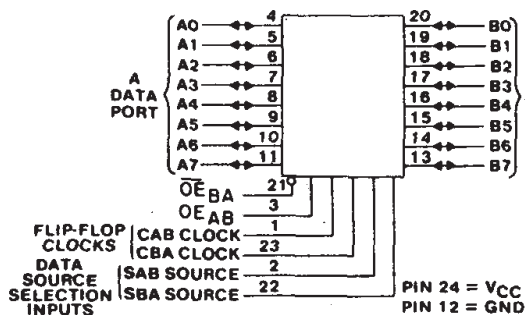 A0 4 20 B0
A1 5 19 B1
A2 6 18 B2
A3 7 17 B3
A4 8 16 B4
A5 9 15 B5
A6 10 14 B6
A7 11 13 B7
A
DATA
PORT
OE BA 21
OE AB 3
FLIP-FLOP
CLOCKS
CAB CLOCK 1
CBA CLOCK 23
DATA
SOURCE
SELECTION
INPUTS
SAB SOURCE 2
SBA SOURCE 22
PIN 24 = VCC
PIN 12 = GND